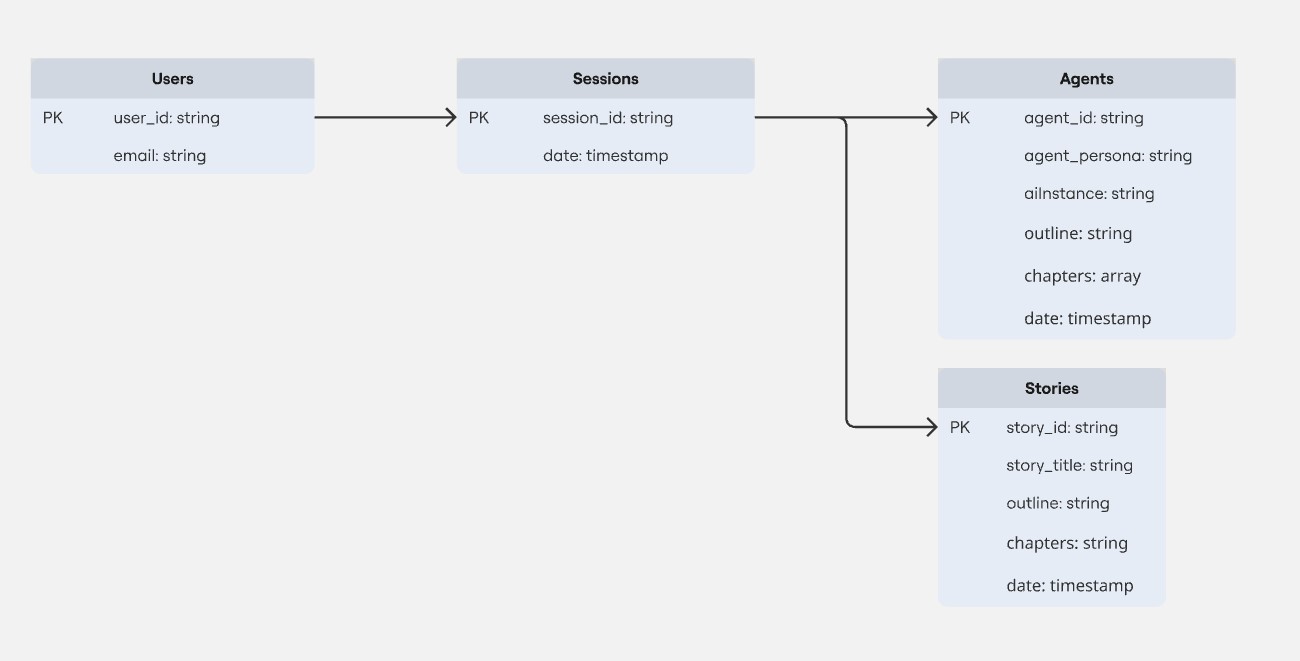 Users
PK user_id: string
email: string
Sessions
PK session_id: string
date: timestamp
Agents
PK agent_id: string
agent_persona: string
aiInstance: string
outline: string
chapters: array
date: timestamp
Stories
PK story_id: string
story_title: string
outline: string
chapters: string
date: timestamp